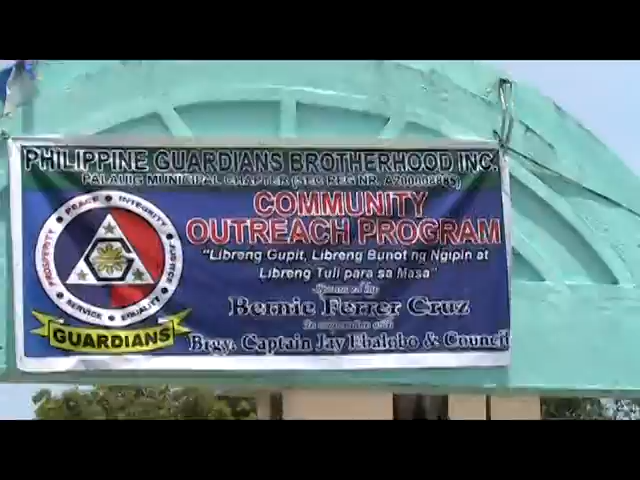 PHILIPPINE GUARDIANS BROTHERHOOD INC.
PALAUIG MUNICIPAL CHAPTER (SEC REG NR.
COMMUNITY
OUTREACH PROGRAM
"Libreng Gupit, Libreng Bunot ng Ngipin at
Libreng Tuli para sa Masa"
Sponsored by:
Bernie Ferrer Cruz
In cooperation with
Brgy. Captain Jay Ebalobo & Council
PROSPERITY PEACE INTEGRITY JUSTICE EQUALITY SERVICE
GUARDIANS